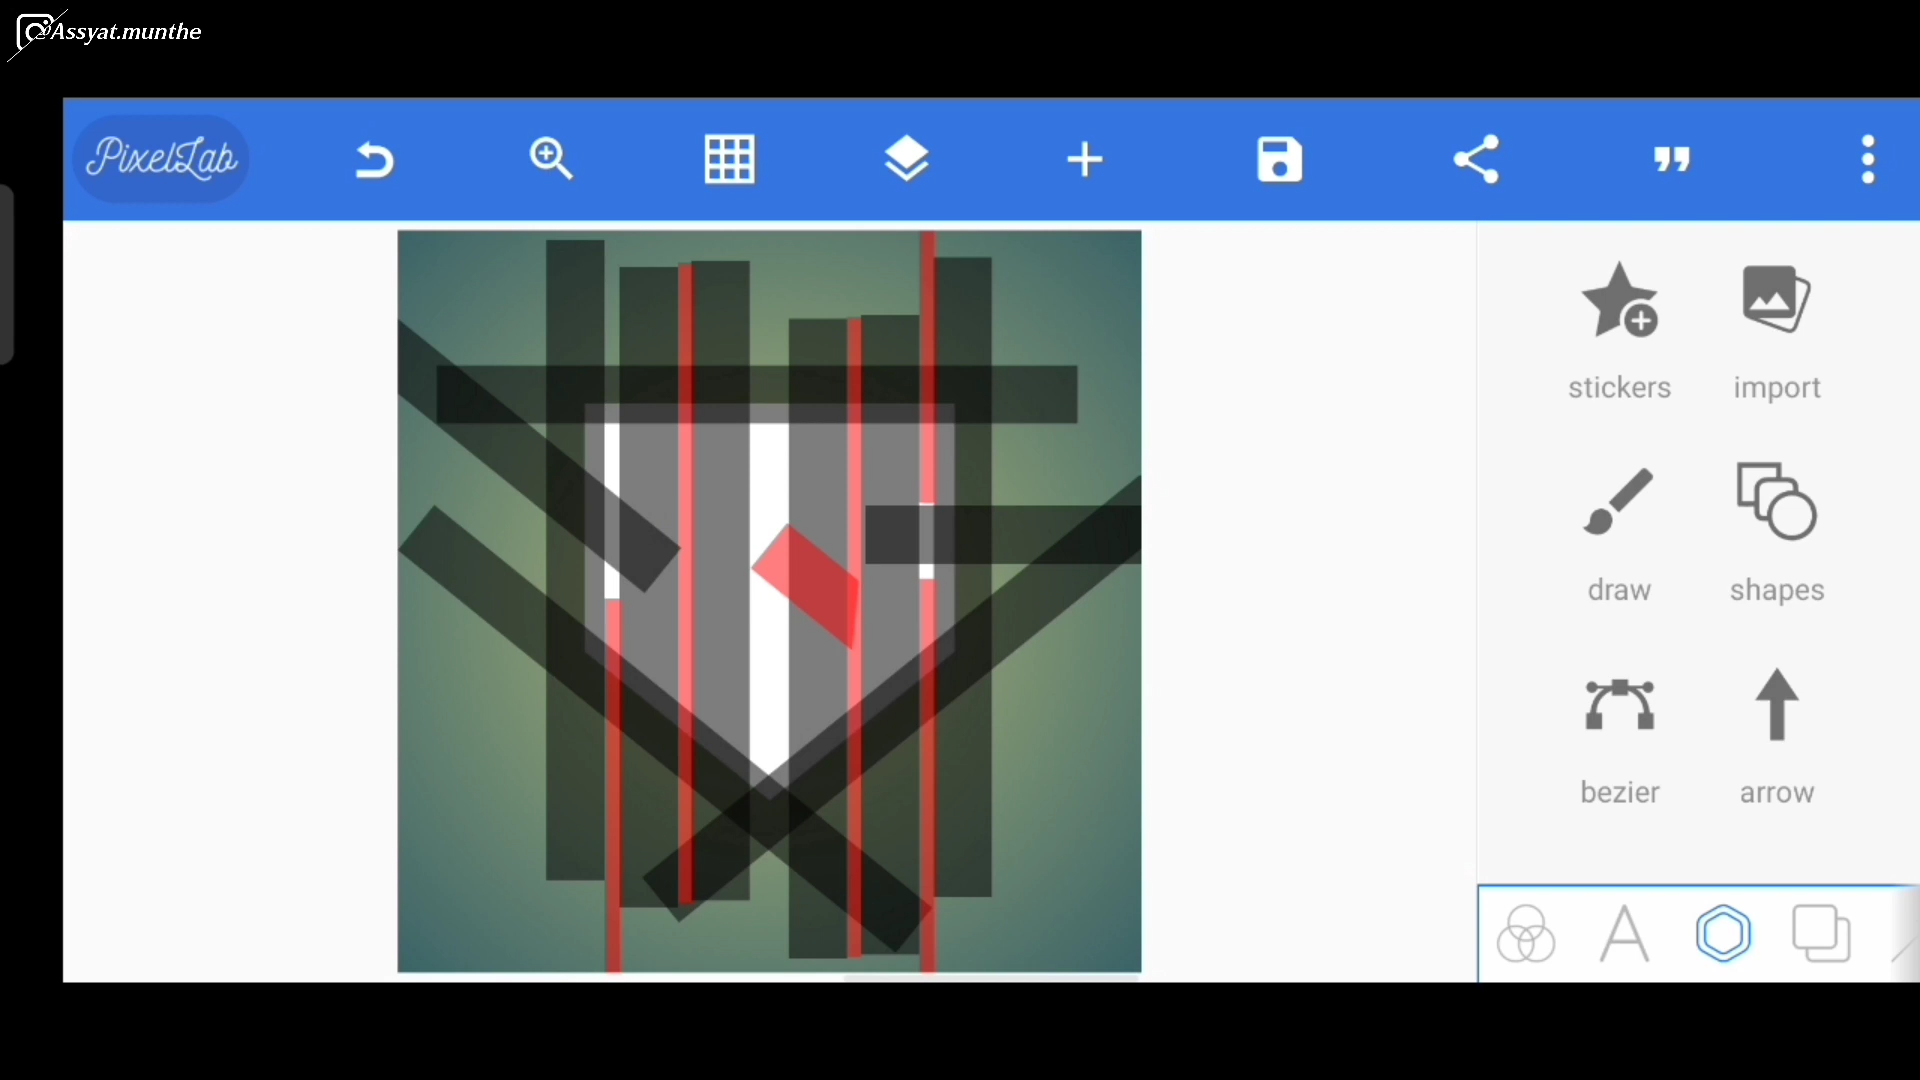 @Assyat.munthe
PixelLab
stickers
import
draw
shapes
bezier
arrow